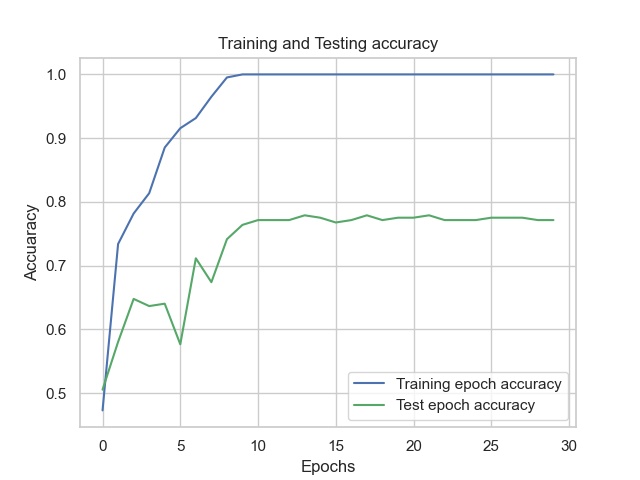 Training and Testing accuracy
1.0
0.9
0.8
0.7
0.6
0.5
Accuaracy
Training epoch accuracy
Test epoch accuracy
0 5 10 15 20 25 30
Epochs